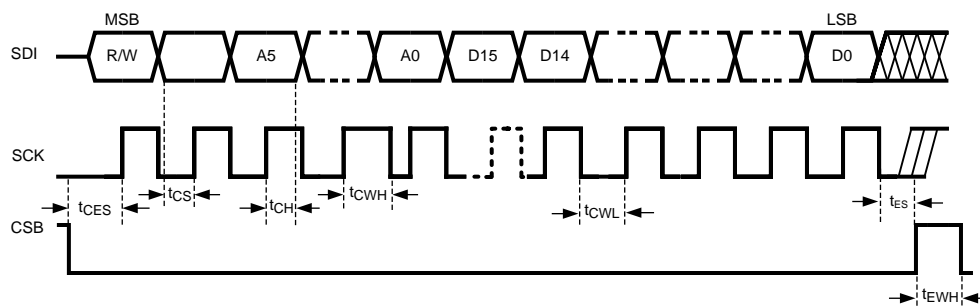 MSB
LSB
SDI
R/W
A5
A0
D15
D14
D0
SCK
tCES
tCS
tCH
tCWH
tCWL
tES
CSB
tEWH